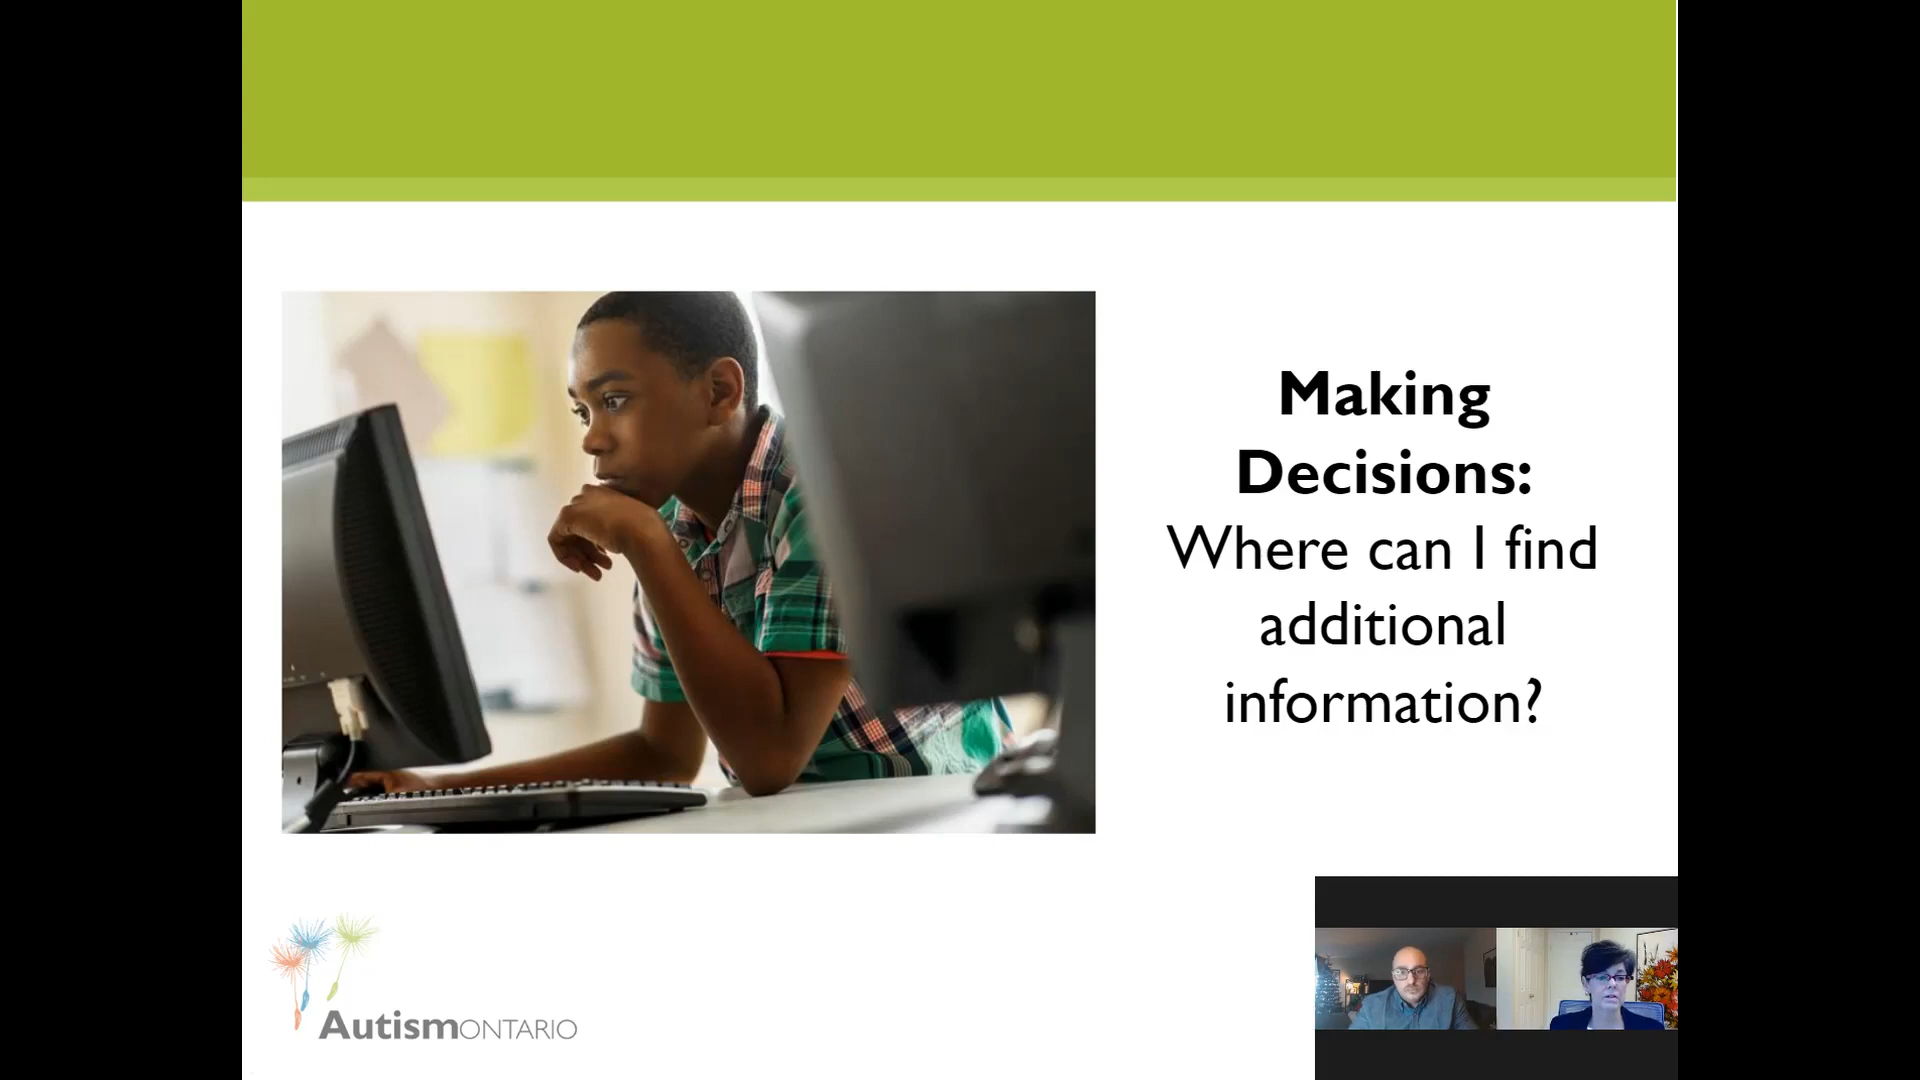 Making
Decisions:
Where can I find
additional
information?
AutismONTARIO